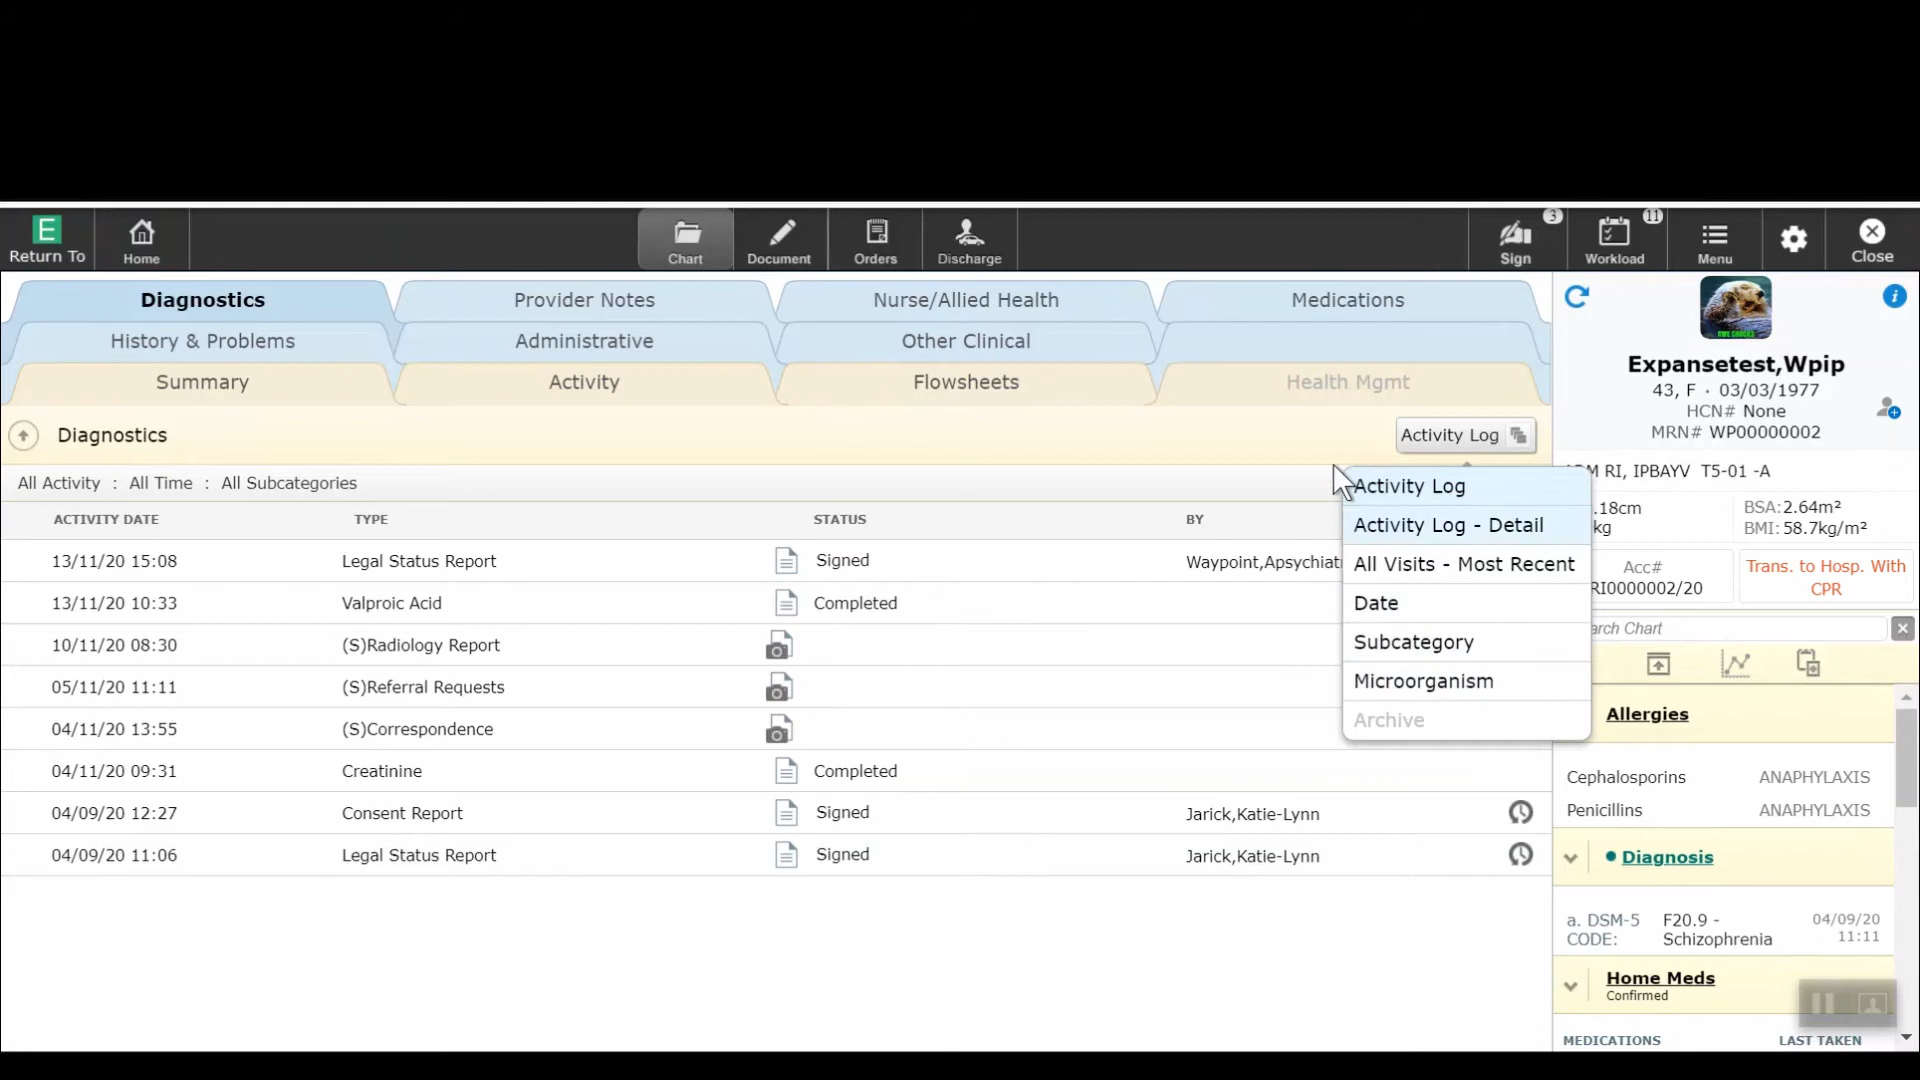 E
Return To
Home
Chart
Document
Orders
Discharge
Sign
3
Workload
11
Menu
Close
Diagnostics
Provider Notes
Nurse/Allied Health
Medications
History & Problems
Administrative
Other Clinical
Summary
Activity
Flowsheets
Health Mgmt
Diagnostics
Activity Log
All Activity : All Time : All Subcategories
ACTIVITY DATE TYPE STATUS BY
13/11/20 15:08 Legal Status Report Signed Waypoint,Apsychiat
13/11/20 10:33 Valproic Acid Completed
10/11/20 08:30 (S)Radiology Report
05/11/20 11:11 (S)Referral Requests
04/11/20 13:55 (S)Correspondence
04/11/20 09:31 Creatinine Completed
04/09/20 12:27 Consent Report Signed Jarick,Katie-Lynn
04/09/20 11:06 Legal Status Report Signed Jarick,Katie-Lynn
Activity Log
Activity Log - Detail
All Visits - Most Recent
Date
Subcategory
Microorganism
Archive
Expansetest,Wpip
43, F · 03/03/1977
HCN# None
MRN# WP00000002
RI, IPBAYV T5-01 -A
.18cm
kg
BSA:2.64m²
BMI: 58.7kg/m²
Acc#
RI0000002/20
Trans. to Hosp. With
CPR
arch Chart
Allergies
Cephalosporins ANAPHYLAXIS
Penicillins ANAPHYLAXIS
Diagnosis
a. DSM-5 F20.9 - 04/09/20
CODE: Schizophrenia 11:11
Home Meds
Confirmed
MEDICATIONS LAST TAKEN